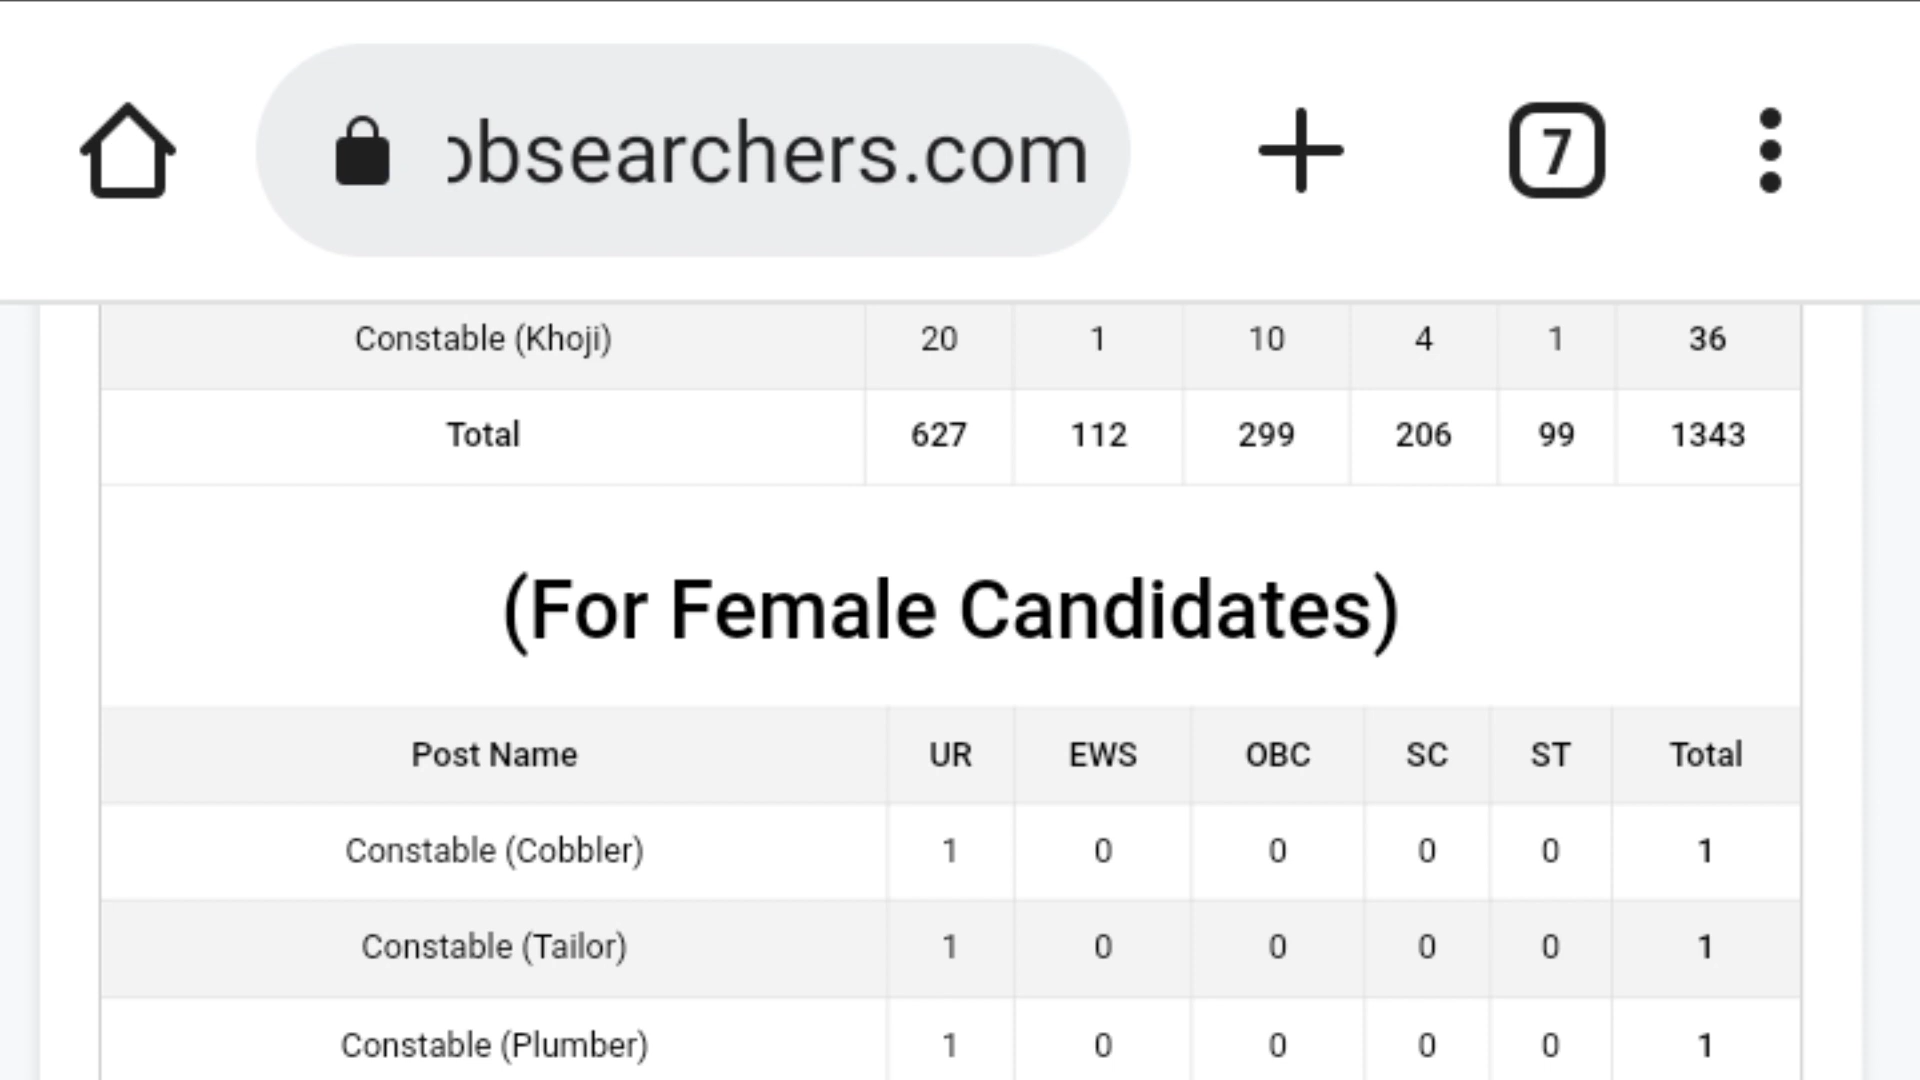 obsearchers.com
7
Constable (Khoji) 20 1 10 4 1 36
Total 627 112 299 206 99 1343
(For Female Candidates)
Post Name UR EWS OBC SC ST Total
Constable (Cobbler) 1 0 0 0 0 1
Constable (Tailor) 1 0 0 0 0 1
Constable (Plumber) 1 0 0 0 0 1